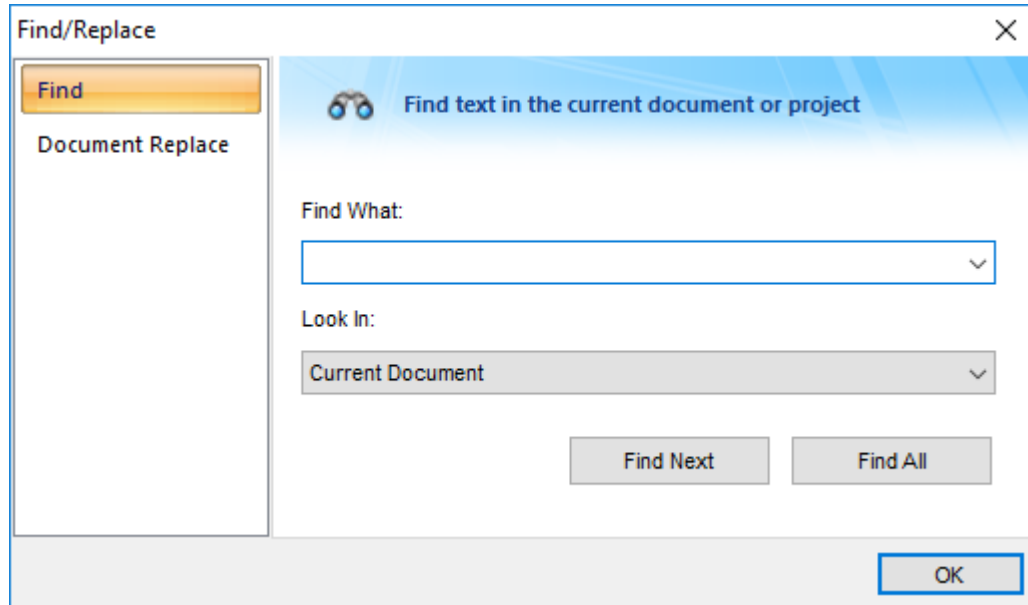 Find/Replace
Find
Document Replace
Find text in the current document or project
Find What:
Look In:
Current Document
Find Next
Find All
OK